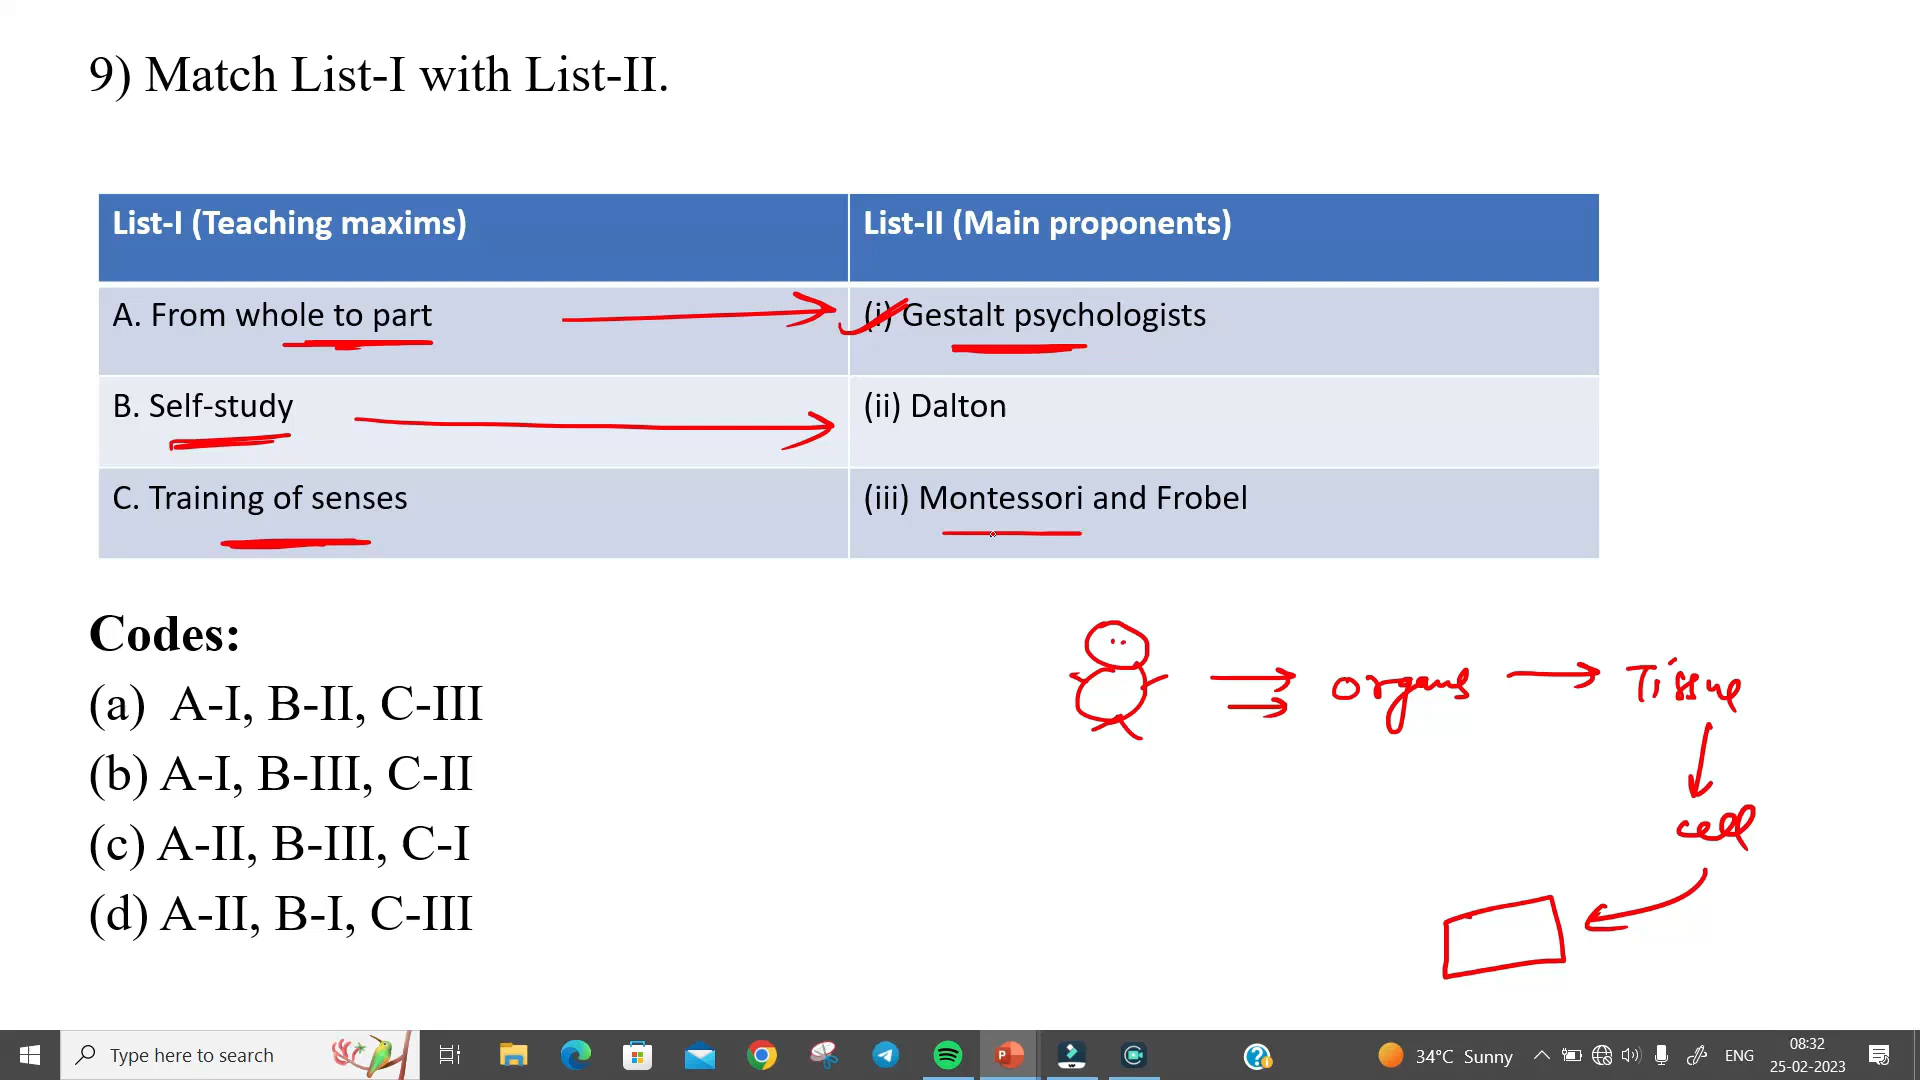 9) Match List-I with List-II.
List-I (Teaching maxims) List-II (Main proponents)
A. From whole to part (i) Gestalt psychologists
B. Self-study (ii) Dalton
C. Training of senses (iii) Montessori and Frobel
Codes:
(a) A-I, B-II, C-III
(b) A-I, B-III, C-II
(c) A-II, B-III, C-I
(d) A-II, B-I, C-III
organs Tissue
cell
Type here to search
34°C Sunny
ENG
08:32
25-02-2023